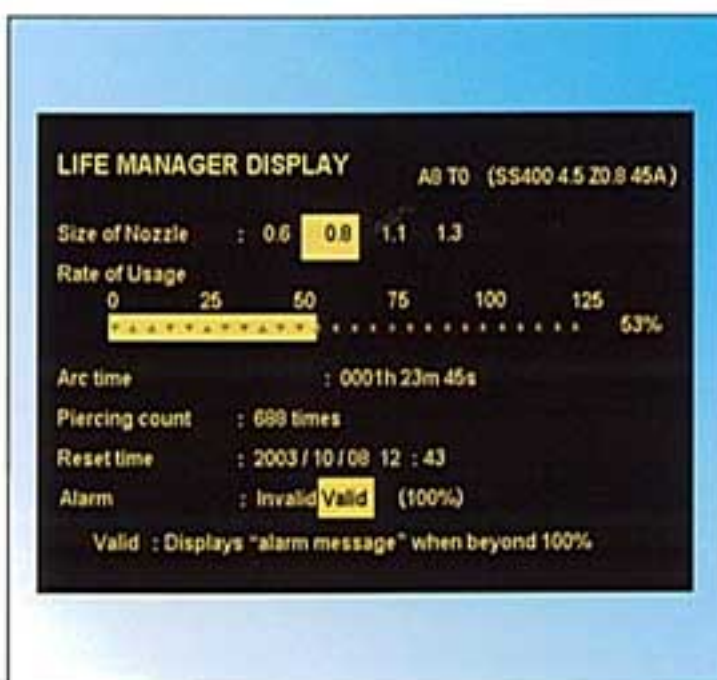 LIFE MANAGER DISPLAY
A8 T0 (SS400 4.5 Z0.8 45A)
Size of Nozzle : 0.6 0.8 1.1 1.3
Rate of Usage
0 25 50 75 100 125
53%
Arc time : 0001h 23m 45s
Piercing count : 688 times
Reset time : 2003 / 10 / 08 12 : 43
Alarm : Invalid Valid (100%)
Valid : Displays "alarm message" when beyond 100%